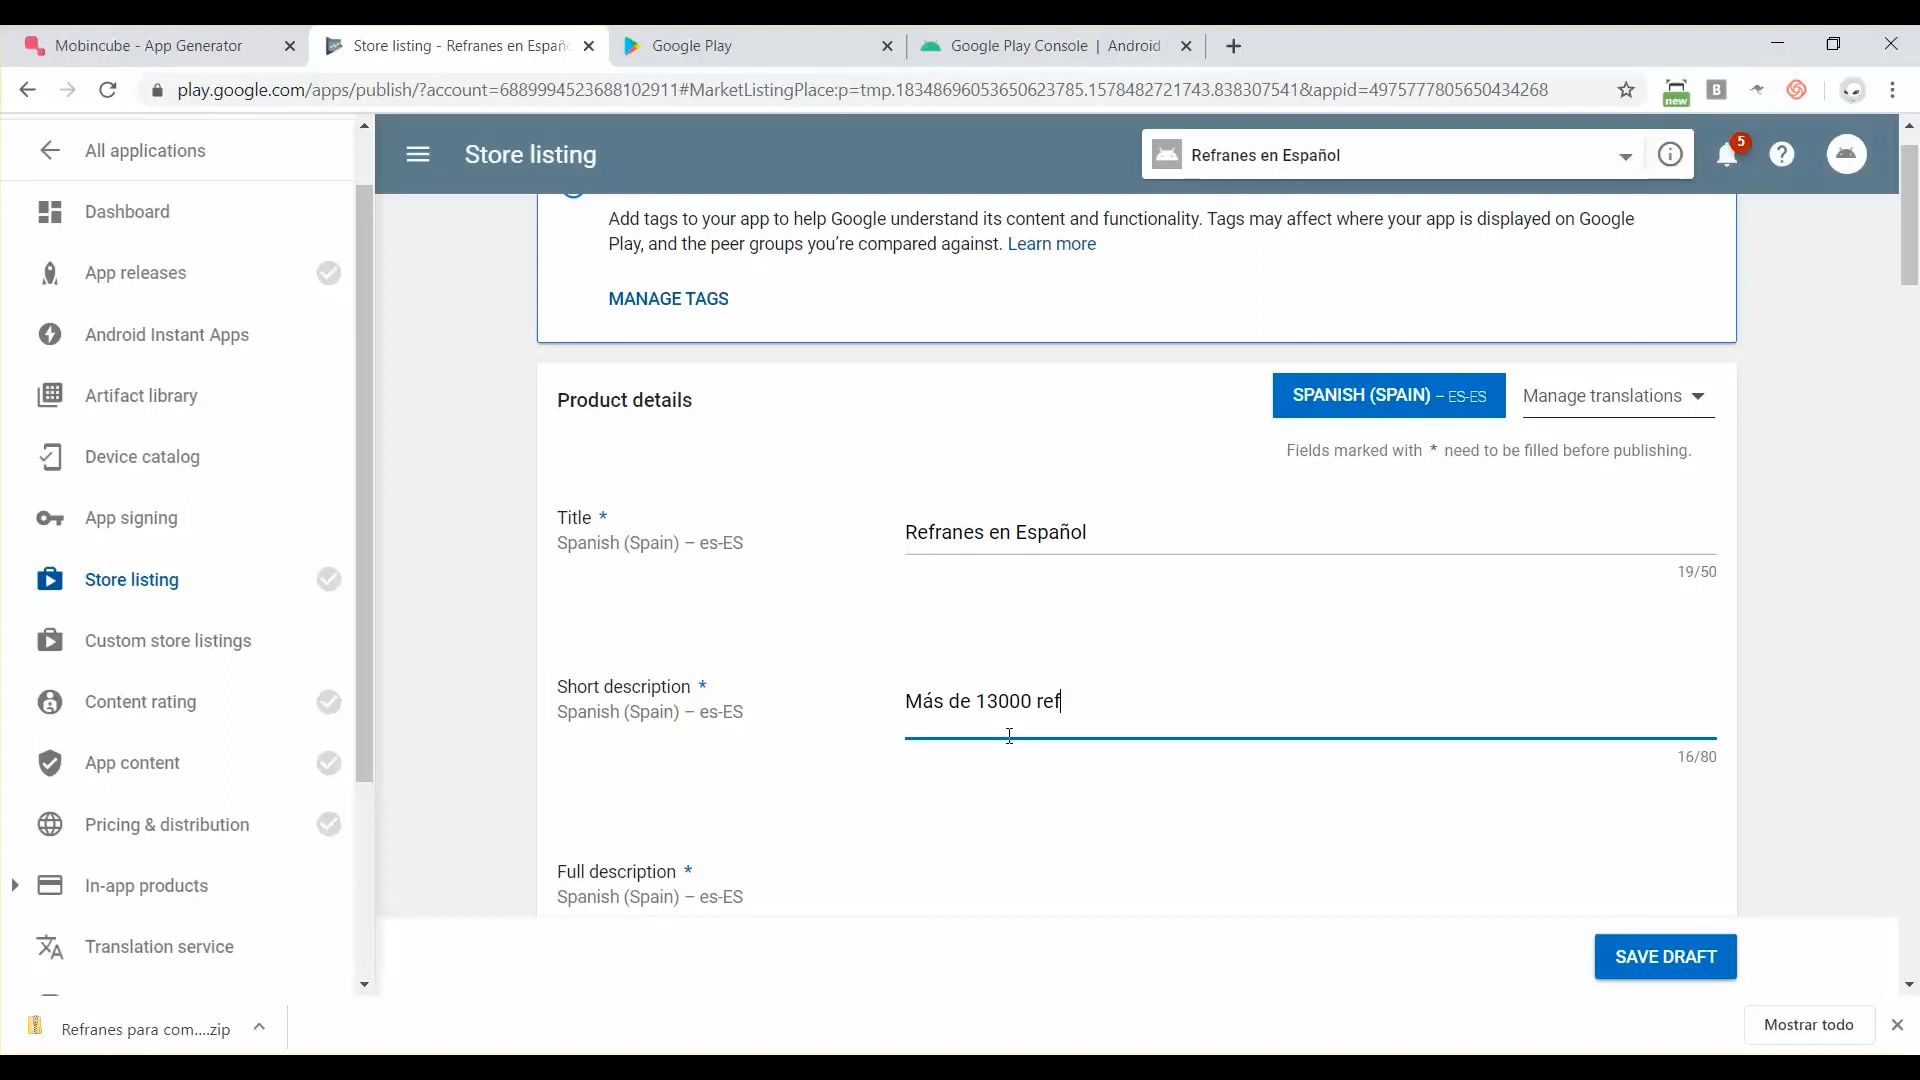 Mobincube - App Generator
Store listing - Refranes en Españ
Google Play
Google Play Console | Android
play.google.com/apps/publish/?account=6889994523688102911#MarketListingPlace:p=tmp.18348696053650623785.1578482721743.838307541&appid=4975777805650434268
new
B
All applications
Store listing
Refranes en Español
5
Dashboard
App releases
Android Instant Apps
Artifact library
Device catalog
App signing
Store listing
Custom store listings
Content rating
App content
Pricing & distribution
In-app products
Translation service
Add tags to your app to help Google understand its content and functionality. Tags may affect where your app is displayed on Google
Play, and the peer groups you’re compared against. Learn more
MANAGE TAGS
Product details
SPANISH (SPAIN) – ES-ES
Manage translations
Fields marked with * need to be filled before publishing.
Title *
Spanish (Spain) – es-ES
Refranes en Español
19/50
Short description *
Spanish (Spain) – es-ES
Más de 13000 ref
16/80
Full description *
Spanish (Spain) – es-ES
SAVE DRAFT
Refranes para com....zip
Mostrar todo